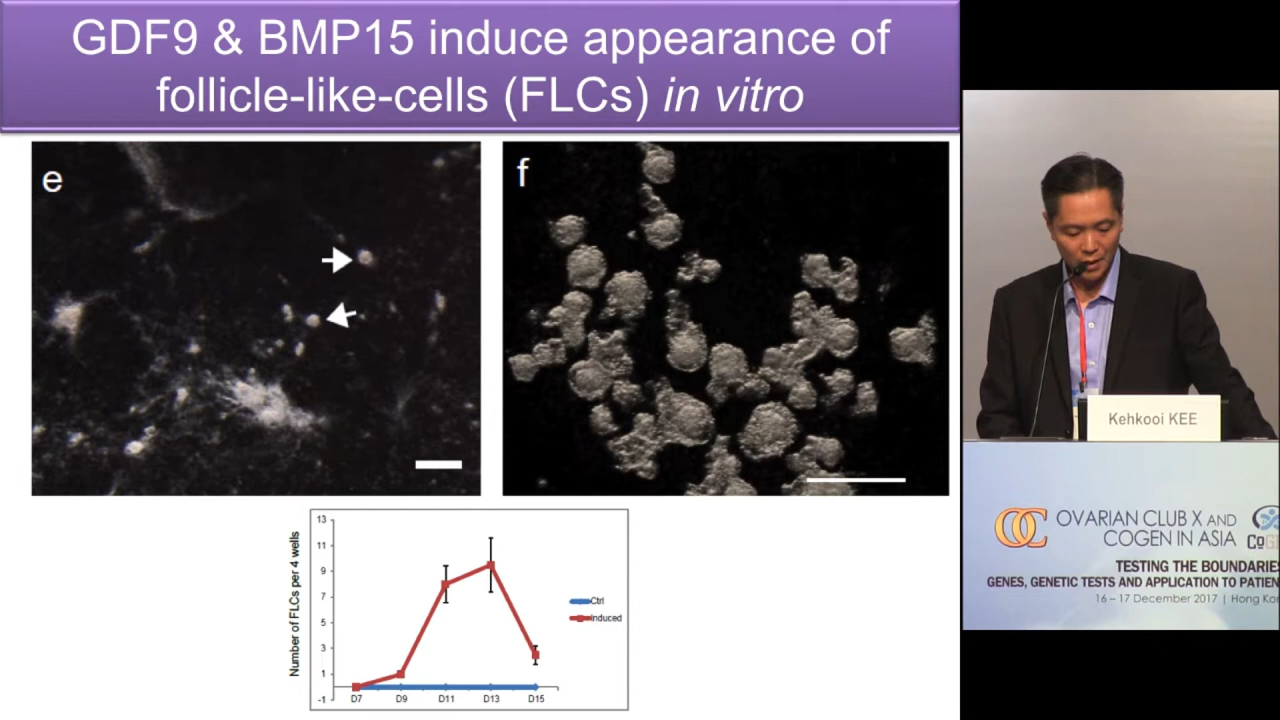 GDF9 & BMP15 induce appearance of
follicle-like-cells (FLCs) in vitro
e
f
Number of FLCs per 4 wells
13
11
9
7
5
3
1
-1
D7 D9 D11 D13 D15
Ctrl
Induced
Kehkooi KEE
OC
OVARIAN CLUB X AND
COGEN IN ASIA
TESTING THE BOUNDARIES
GENES, GENETIC TESTS AND APPLICATION TO PATIEN
16 – 17 December 2017 | Hong Ko